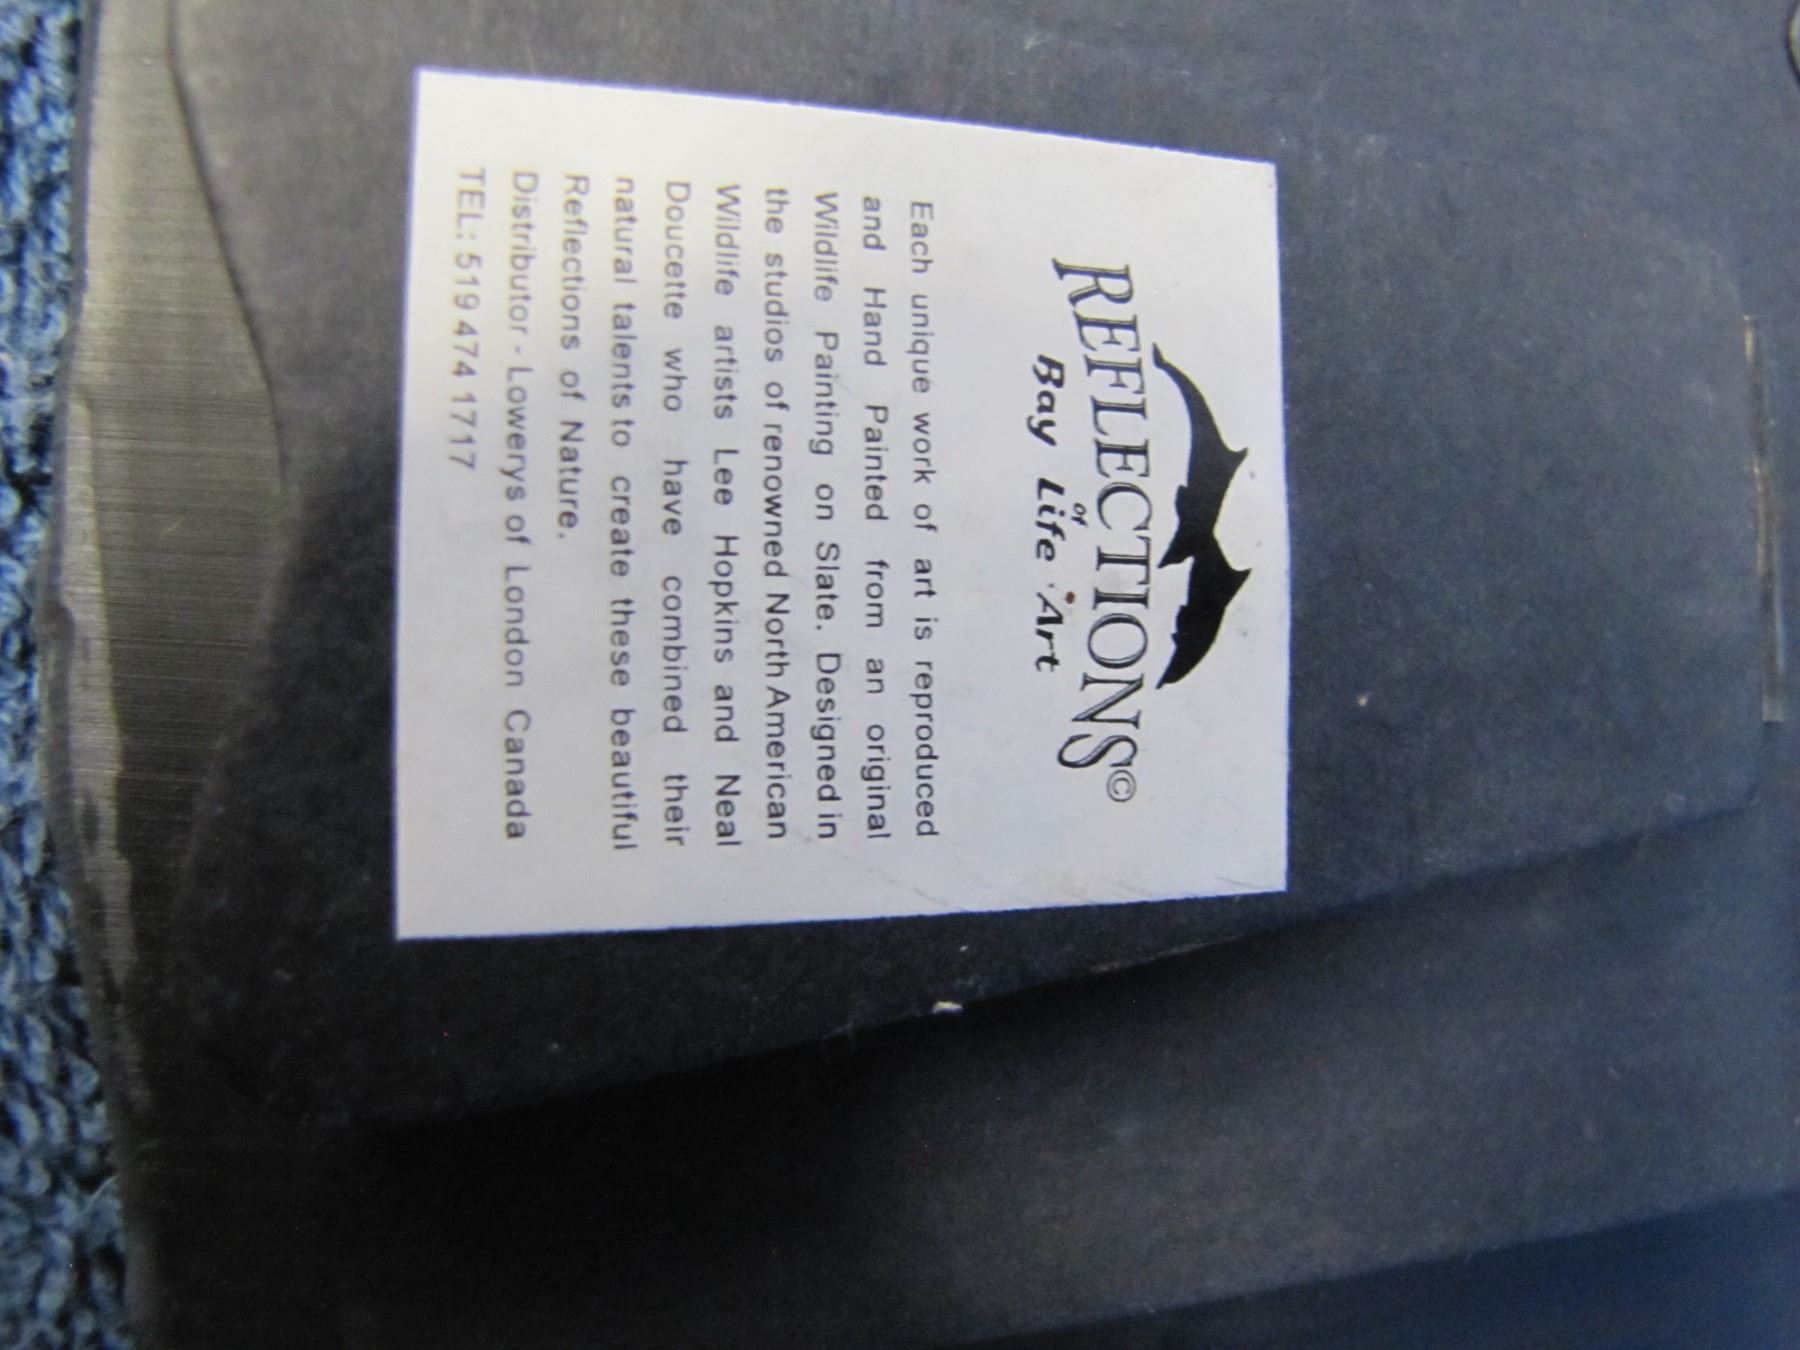 REFLECTIONS©
of
Bay Life Art
Each unique work of art is reproduced
and Hand Painted from an original
Wildlife Painting on Slate. Designed in
the studios of renowned North American
Wildlife artists Lee Hopkins and Neal
Doucette who have combined their
natural talents to create these beautiful
Reflections of Nature.
Distributor - Lowerys of London Canada
TEL: 519 474 1717